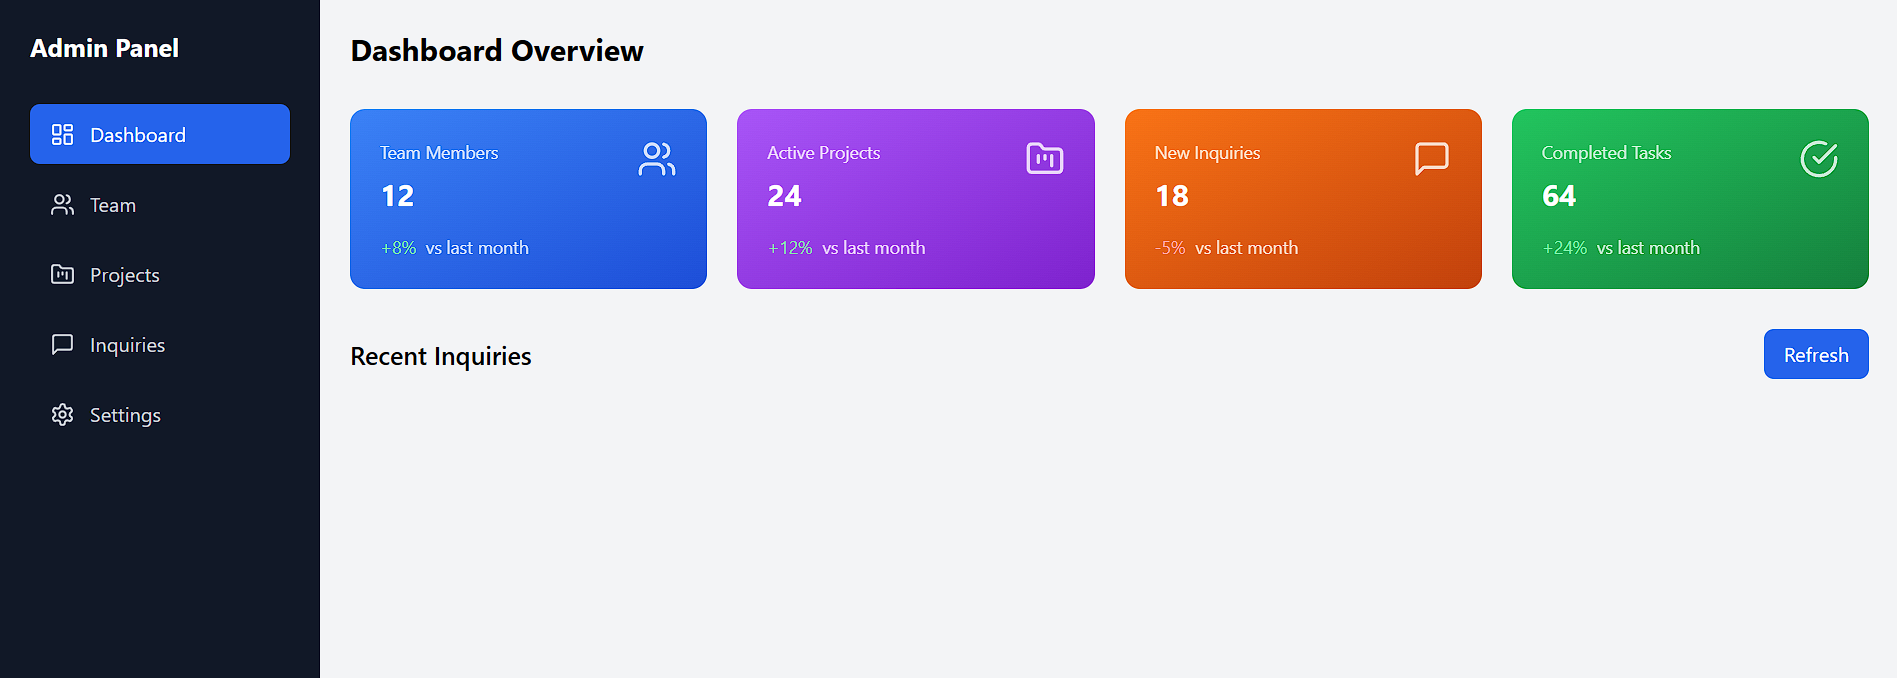 Admin Panel
Dashboard
Team
Projects
Inquiries
Settings
Dashboard Overview
Team Members
12
+8% vs last month
Active Projects
24
+12% vs last month
New Inquiries
18
-5% vs last month
Completed Tasks
64
+24% vs last month
Recent Inquiries
Refresh